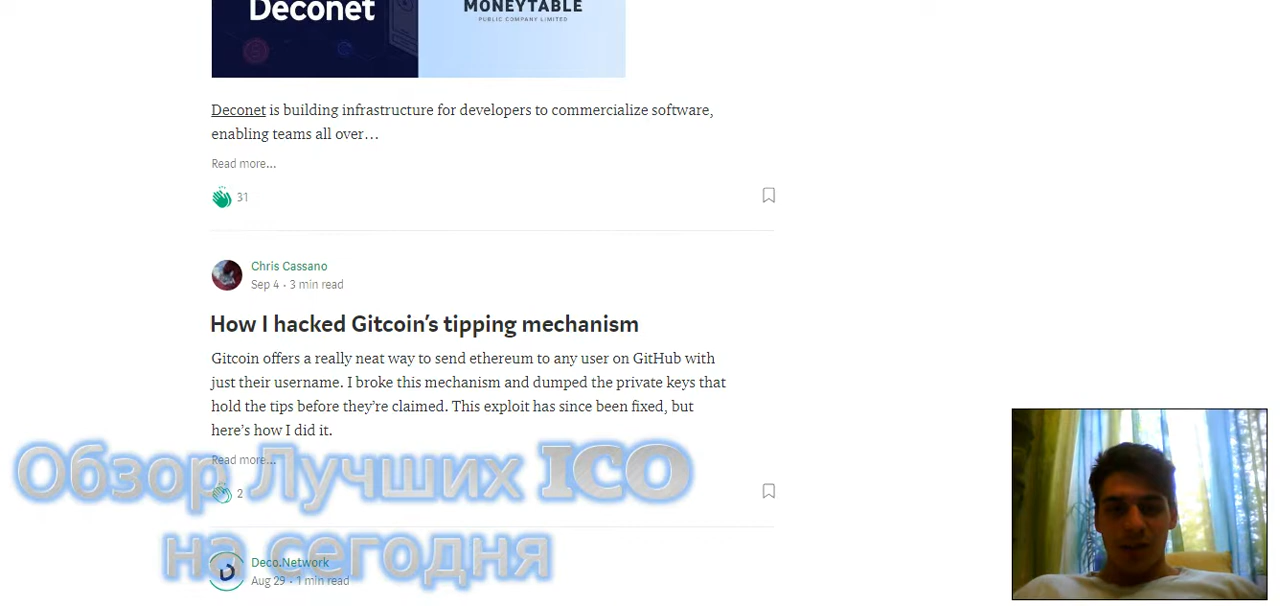 Deconet
MONEYTABLE
PUBLIC COMPANY LIMITED
Deconet is building infrastructure for developers to commercialize software,
enabling teams all over…
Read more…
31
Chris Cassano
Sep 4 · 3 min read
How I hacked Gitcoin’s tipping mechanism
Gitcoin offers a really neat way to send ethereum to any user on GitHub with
just their username. I broke this mechanism and dumped the private keys that
hold the tips before they’re claimed. This exploit has since been fixed, but
here’s how I did it.
Read more…
Обзор Лучших ICO
2
на сегодня
Deco.Network
Aug 29 · 1 min read